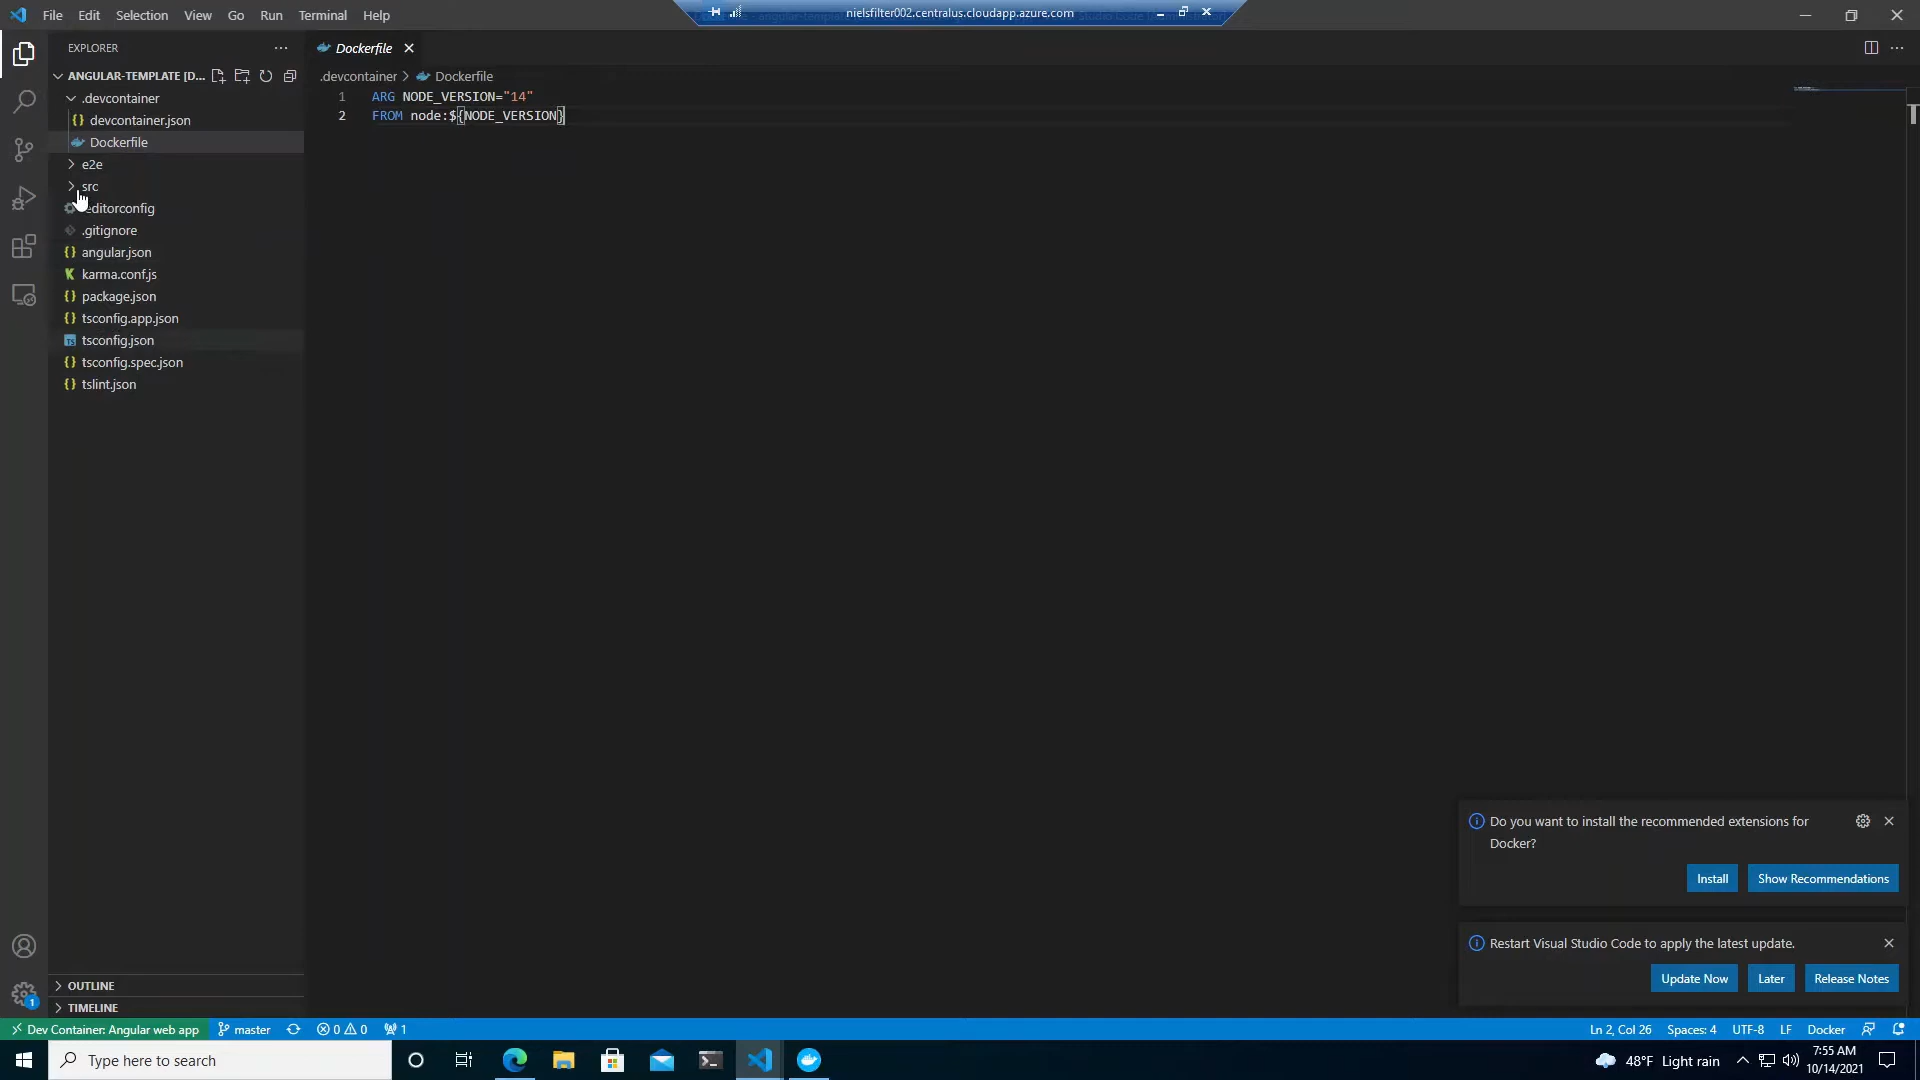 File Edit Selection View Go Run Terminal Help
nielsfilter002.centralus.cloudapp.azure.com
EXPLORER
Dockerfile
ANGULAR-TEMPLATE [D...
.devcontainer
devcontainer.json
Dockerfile
e2e
src
editorconfig
.gitignore
angular.json
karma.conf.js
package.json
tsconfig.app.json
TS tsconfig.json
tsconfig.spec.json
tslint.json
.devcontainer > Dockerfile
1 ARG NODE_VERSION="14"
2 FROM node:${NODE_VERSION}
Do you want to install the recommended extensions for
Docker?
Install Show Recommendations
Restart Visual Studio Code to apply the latest update.
Update Now Later Release Notes
OUTLINE
TIMELINE
1
Dev Container: Angular web app master 0 0 1
Ln 2, Col 26 Spaces: 4 UTF-8 LF Docker
Type here to search
48°F Light rain
7:55 AM
10/14/2021